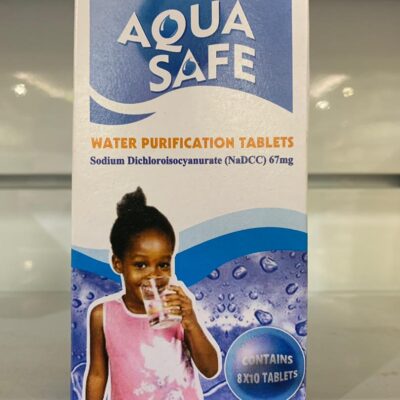 AQUA
SAFE
WATER PURIFICATION TABLETS
Sodium Dichloroisocyanurate (NaDCC) 67mg
CONTAINS
8X10 TABLETS